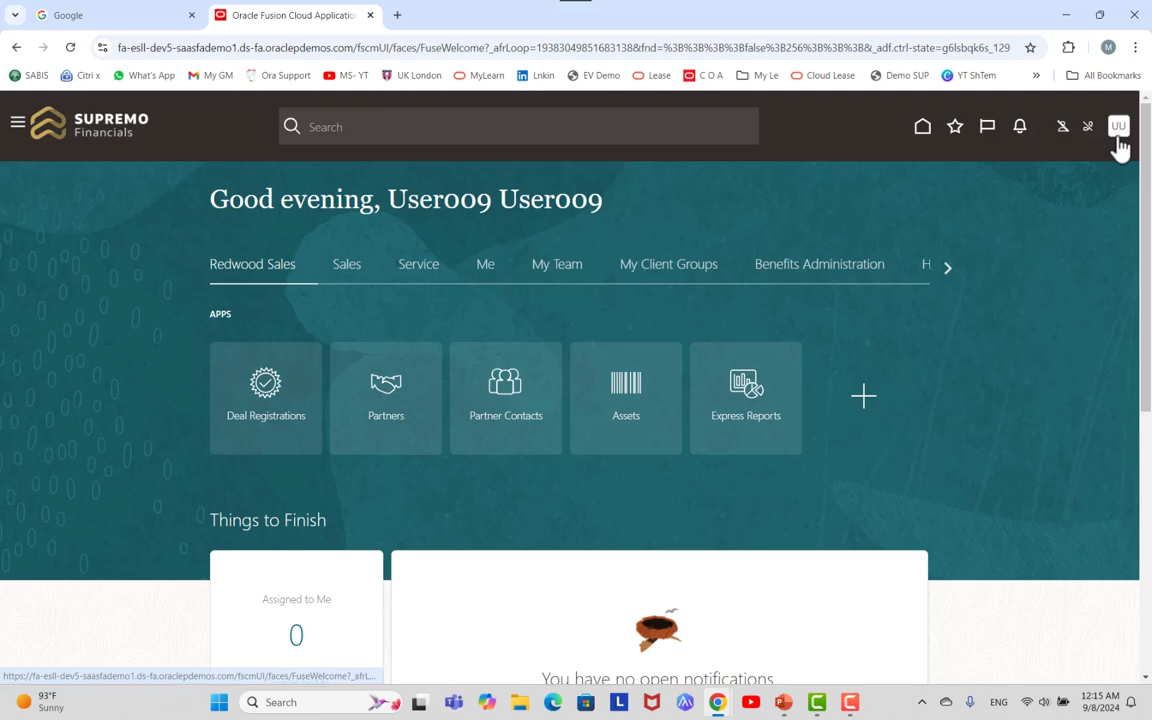 Google
Oracle Fusion Cloud Application
fa-esll-dev5-saasfademo1.ds-fa.oraclepdemos.com/fscmUI/faces/FuseWelcome?_afrLoop=19383049851683138&fnd=%3B%3B%3B%3Bfalse%3B256%3B%3B%3B&_adf.ctrl-state=g6lsbqk6s_129
M
SABIS
Citri x
What's App
My GM
Ora Support
MS- YT
UK London
MyLearn
Lnkin
EV Demo
Lease
C O A
My Le
Cloud Lease
Demo SUP
YT ShTem
All Bookmarks
SUPREMO
Financials
Search
UU
Good evening, User009 User009
Redwood Sales
Sales
Service
Me
My Team
My Client Groups
Benefits Administration
H
APPS
Deal Registrations
Partners
Partner Contacts
Assets
Express Reports
Things to Finish
Assigned to Me
0
You have no open notifications
https://fa-esll-dev5-saasfademo1.ds-fa.oraclepdemos.com/fscmUI/faces/FuseWelcome?_afrL...
93°F
Sunny
Search
ENG
12:15 AM
9/8/2024